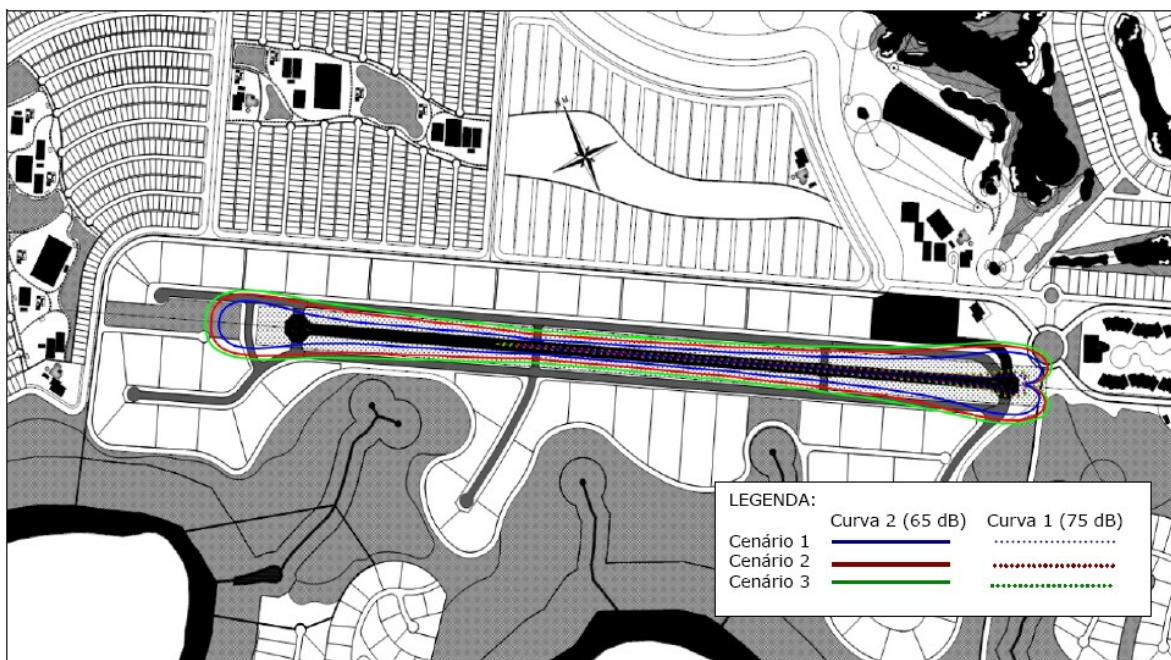 LEGENDA:
Curva 2 (65 dB) Curva 1 (75 dB)
Cenário 1
Cenário 2
Cenário 3